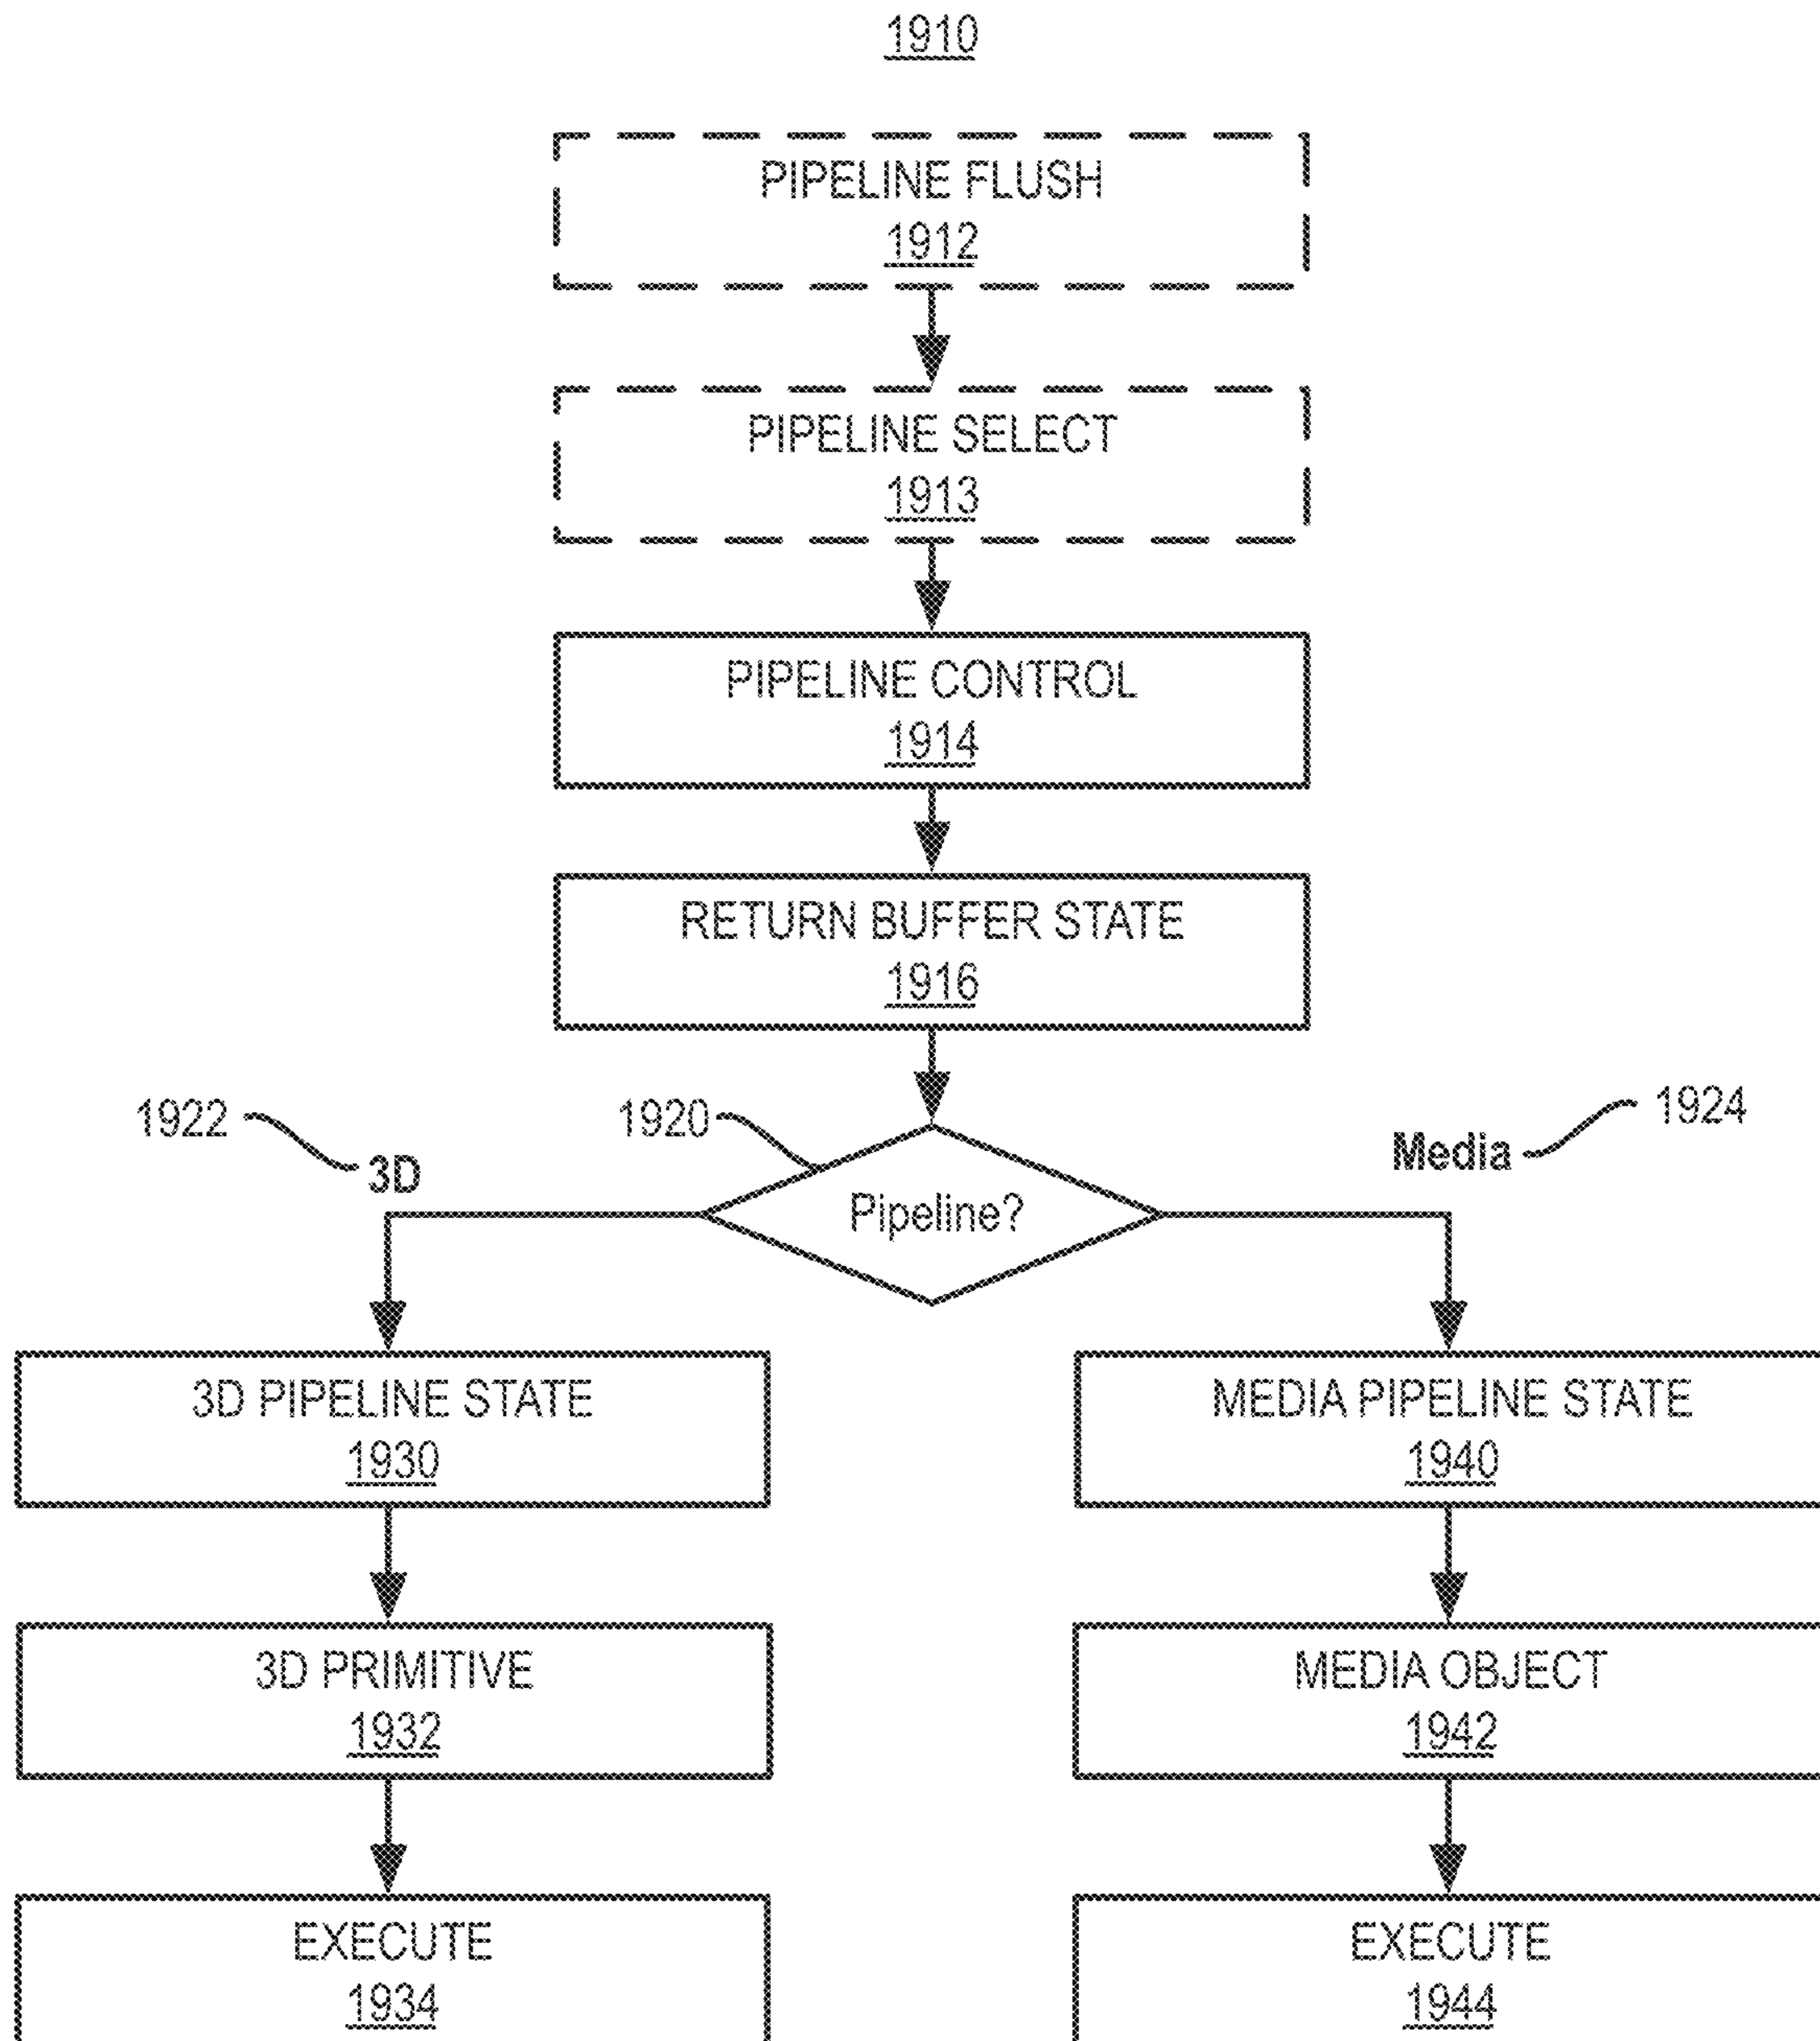 1910
PIPELINE FLUSH
1912
PIPELINE SELECT
1913
PIPELINE CONTROL
1914
RETURN BUFFER STATE
1916
1922
3D
1920
Media
1924
Pipeline?
3D PIPELINE STATE
1930
MEDIA PIPELINE STATE
1940
3D PRIMITIVE
1932
MEDIA OBJECT
1942
EXECUTE
1934
EXECUTE
1944